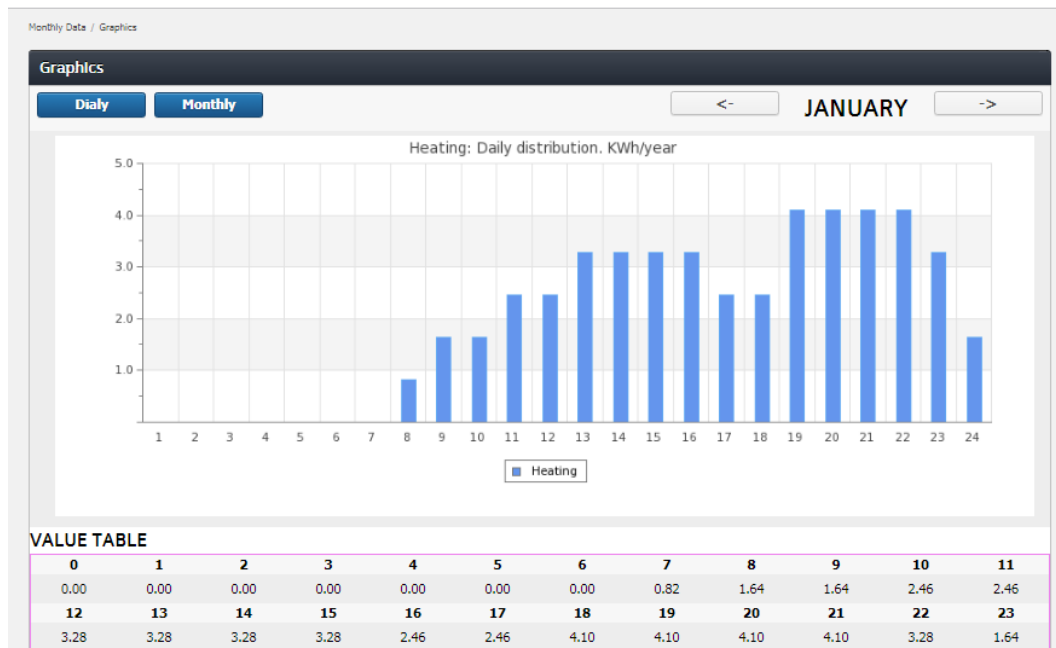 Monthly Data / Graphics
Graphics
Dialy Monthly <- JANUARY ->
Heating: Daily distribution. KWh/year
5.0
4.0
3.0
2.0
1.0
1 2 3 4 5 6 7 8 9 10 11 12 13 14 15 16 17 18 19 20 21 22 23 24
Heating
VALUE TABLE
0 1 2 3 4 5 6 7 8 9 10 11
0.00 0.00 0.00 0.00 0.00 0.00 0.00 0.82 1.64 1.64 2.46 2.46
12 13 14 15 16 17 18 19 20 21 22 23
3.28 3.28 3.28 3.28 2.46 2.46 4.10 4.10 4.10 4.10 3.28 1.64